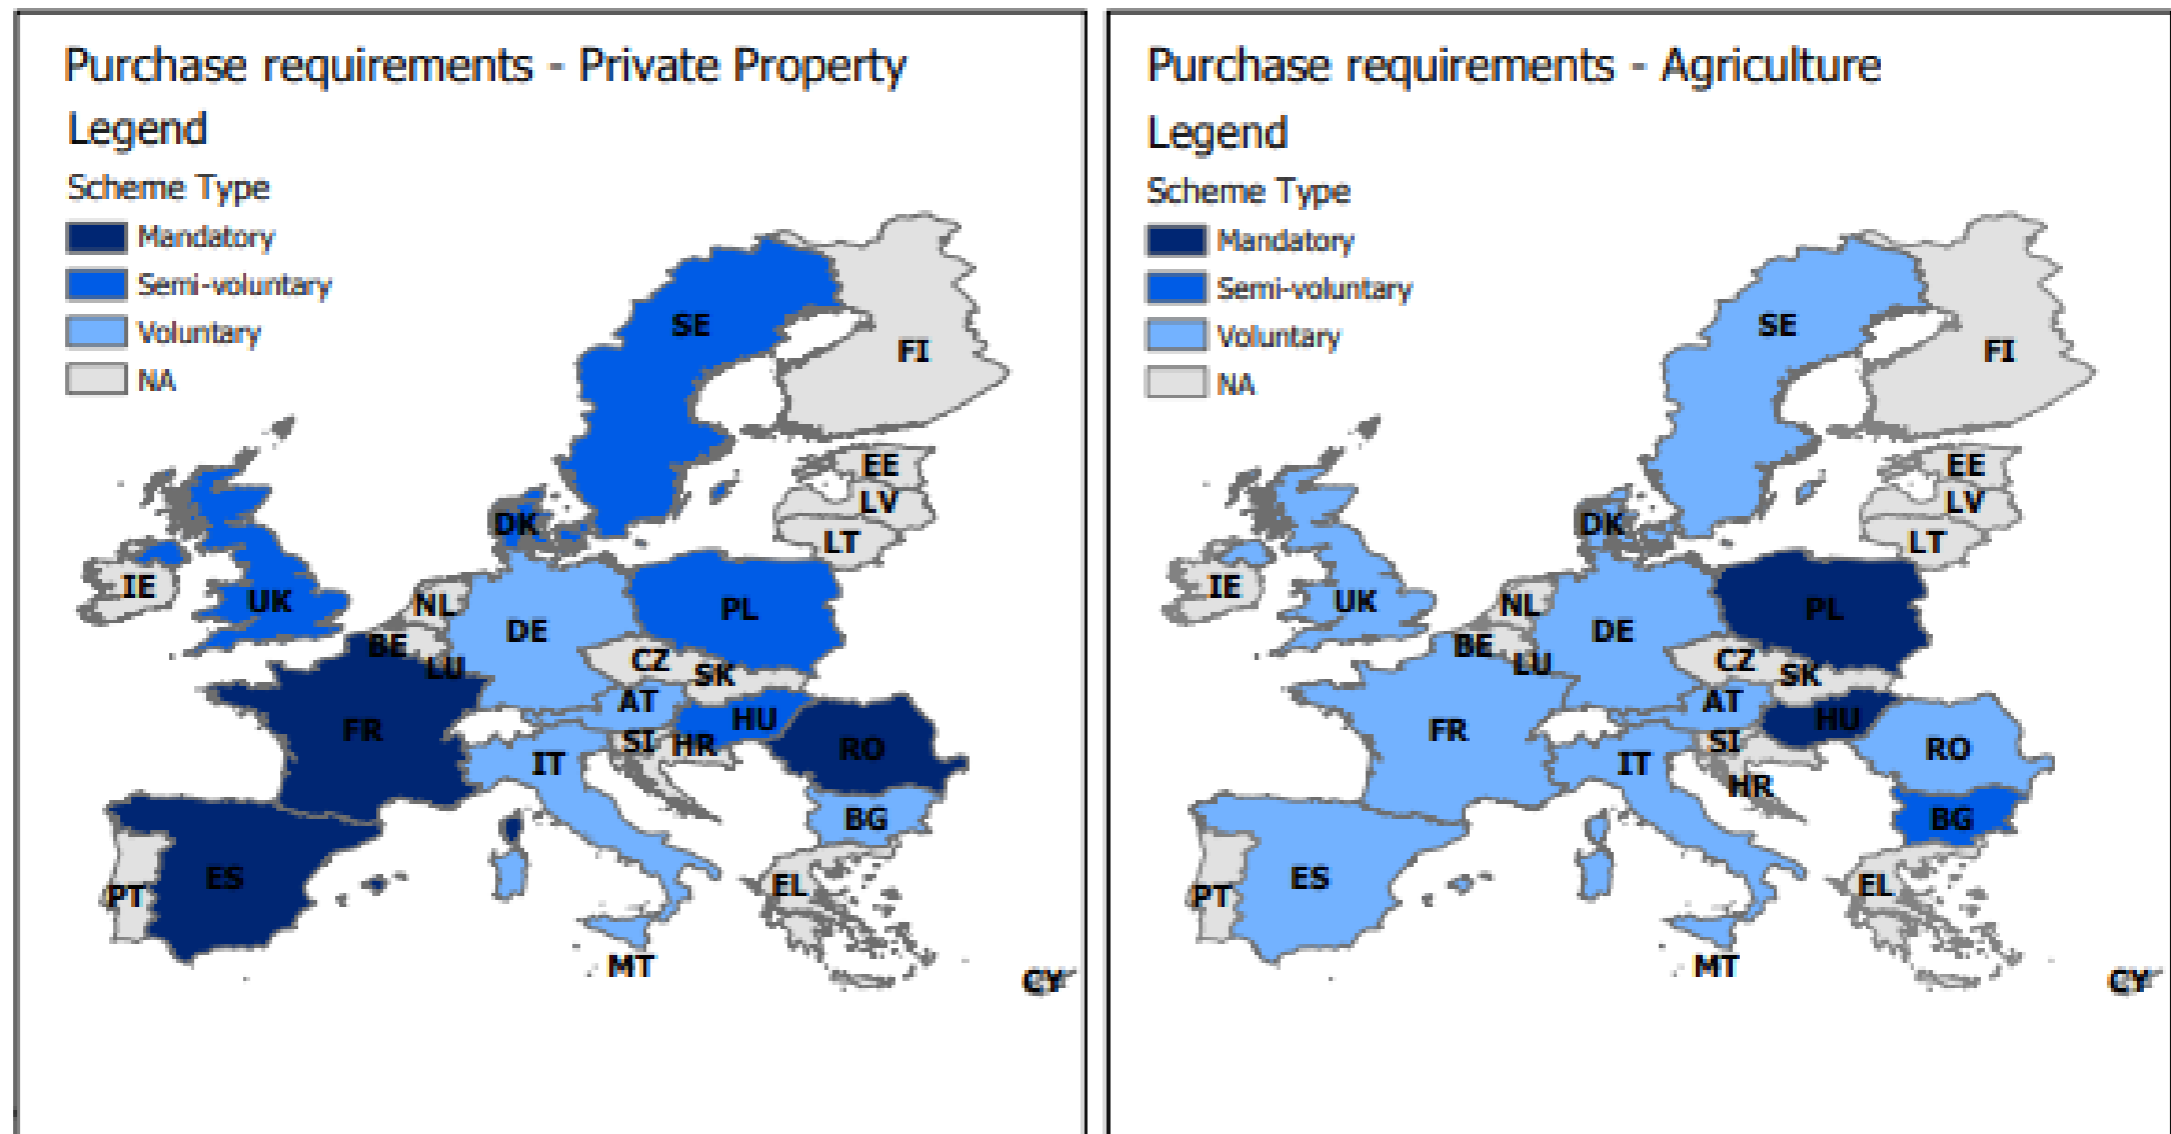 Purchase requirements - Private Property
Legend
Scheme Type
Mandatory
Semi-voluntary
Voluntary
NA
SE
FI
EE
LV
LT
DK
IE
UK
NL
BE
LU
DE
PL
CZ
SK
AT
HU
FR
SI
HR
RO
IT
BG
ES
PT
EL
MT
CY
Purchase requirements - Agriculture
Legend
Scheme Type
Mandatory
Semi-voluntary
Voluntary
NA
SE
FI
EE
LV
LT
DK
IE
UK
NL
BE
LU
DE
PL
CZ
SK
AT
HU
FR
SI
HR
RO
IT
BG
ES
PT
EL
MT
CY